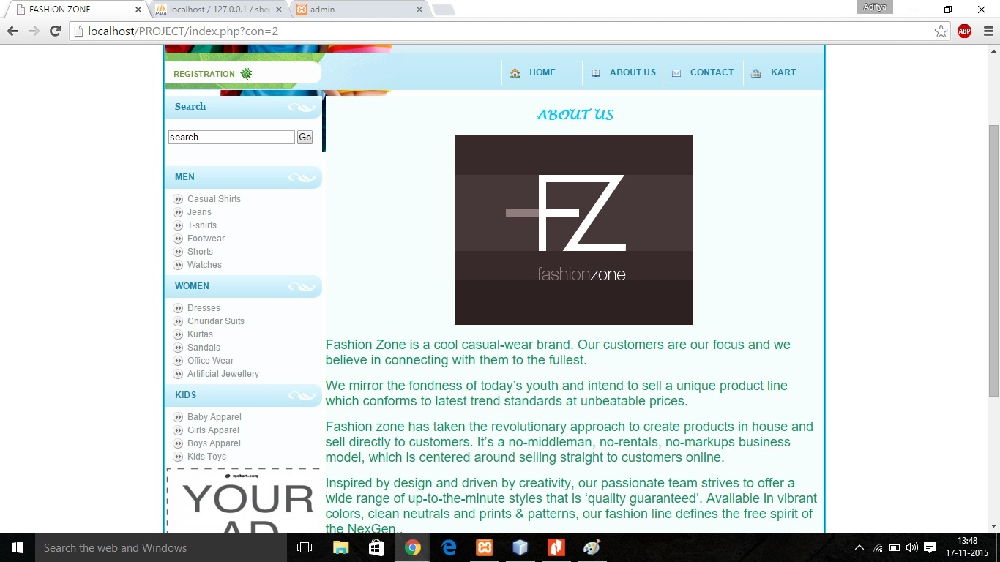 FASHION ZONE
localhost / 127.0.0.1 / sho
admin
Aditya
localhost/PROJECT/index.php?con=2
ABP
REGISTRATION
HOME
ABOUT US
CONTACT
KART
Search
search
Go
MEN
Casual Shirts
Jeans
T-shirts
Footwear
Shorts
Watches
WOMEN
Dresses
Churidar Suits
Kurtas
Sandals
Office Wear
Artificial Jewellery
KIDS
Baby Apparel
Girls Apparel
Boys Apparel
Kids Toys
YOUR
AD
ABOUT US
FZ
fashionzone
Fashion Zone is a cool casual-wear brand. Our customers are our focus and we
believe in connecting with them to the fullest.
We mirror the fondness of today’s youth and intend to sell a unique product line
which conforms to latest trend standards at unbeatable prices.
Fashion zone has taken the revolutionary approach to create products in house and
sell directly to customers. It’s a no-middleman, no-rentals, no-markups business
model, which is centered around selling straight to customers online.
Inspired by design and driven by creativity, our passionate team strives to offer a
wide range of up-to-the-minute styles that is ‘quality guaranteed’. Available in vibrant
colors, clean neutrals and prints & patterns, our fashion line defines the free spirit of
the NexGen..
Search the web and Windows
13:48
17-11-2015